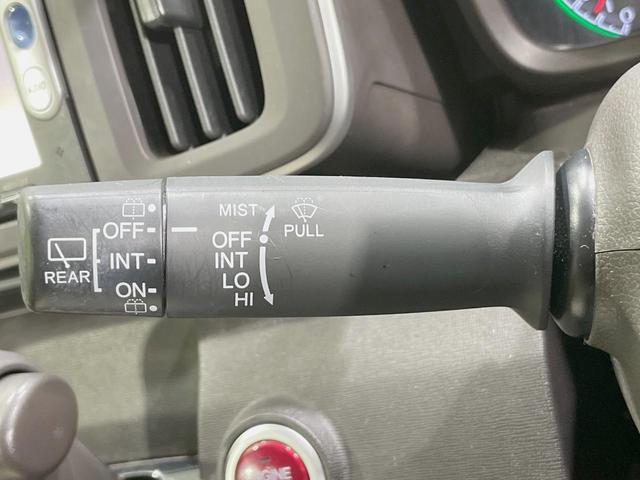 OFF
INT
ON
REAR
MIST
OFF
INT
LO
HI
PULL